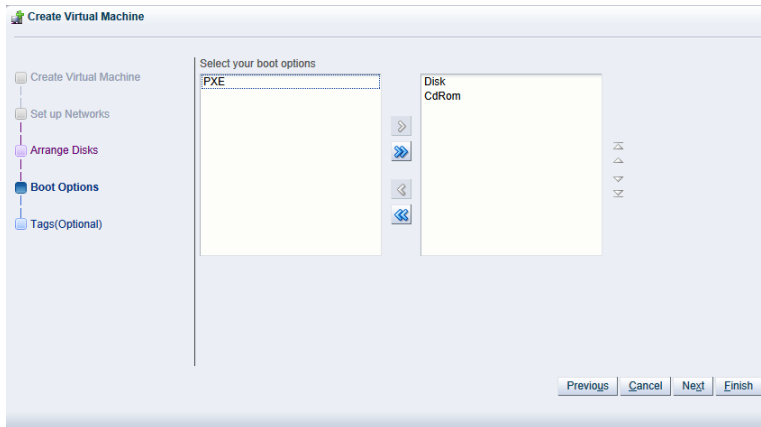 Create Virtual Machine
Select your boot options
Create Virtual Machine
Set up Networks
Arrange Disks
Boot Options
Tags(Optional)
PXE
Disk
CdRom
Previous Cancel Next Finish